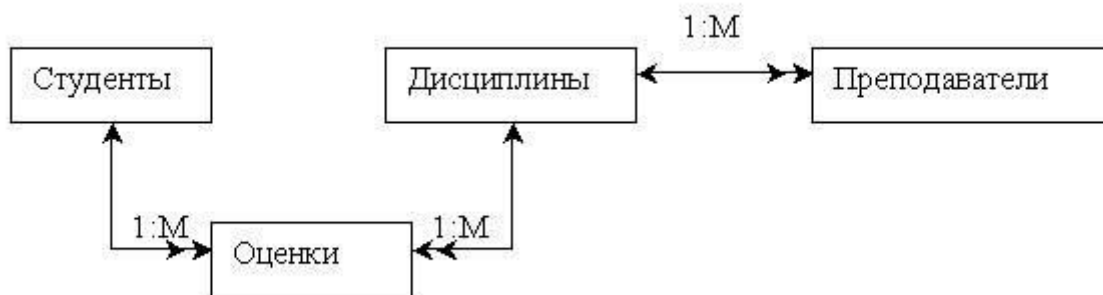 1:М
Студенты
Дисциплины
Преподаватели
1:М
1:М
Оценки